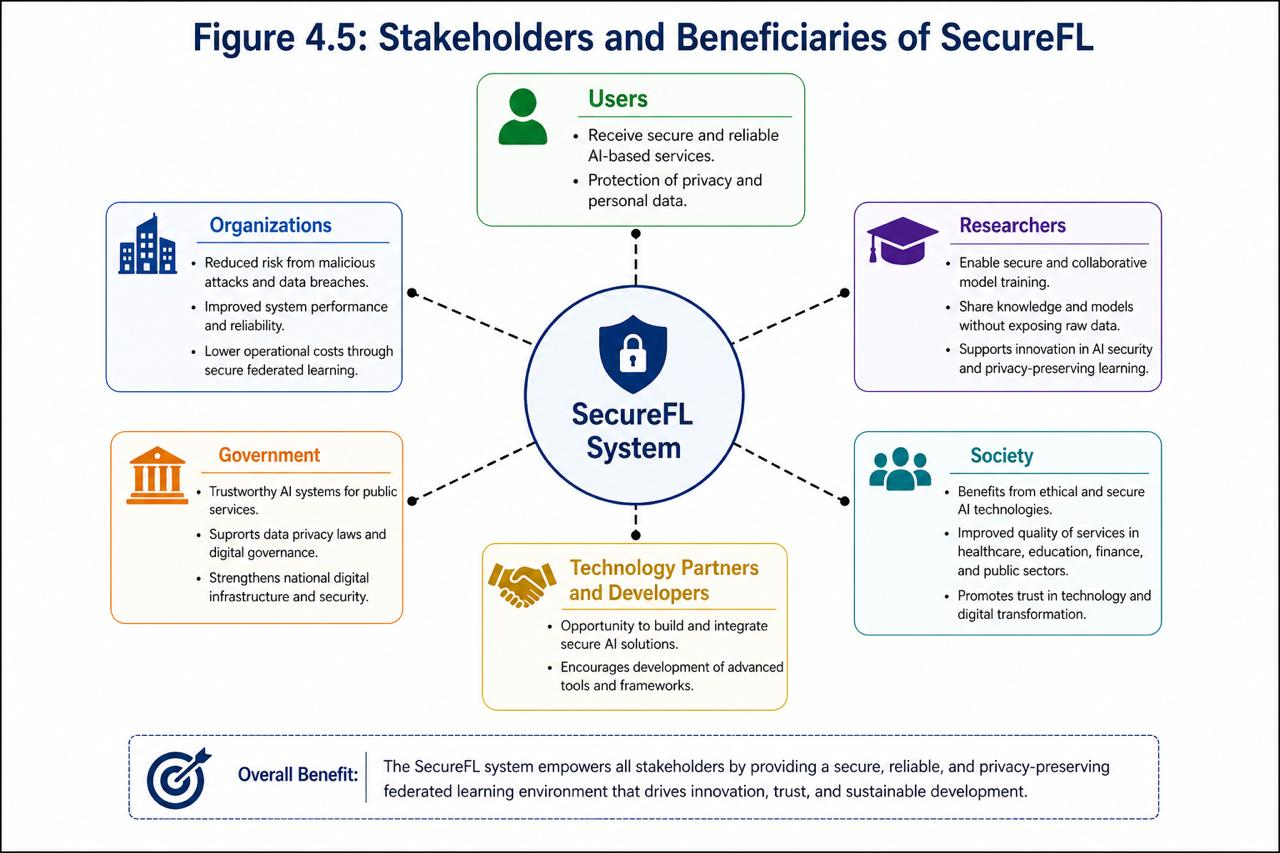 Figure 4.5: Stakeholders and Beneficiaries of SecureFL
Users
• Receive secure and reliable
AI-based services.
• Protection of privacy and
personal data.
Organizations
• Reduced risk from malicious
attacks and data breaches.
• Improved system performance
and reliability.
• Lower operational costs through
secure federated learning.
Researchers
• Enable secure and collaborative
model training.
• Share knowledge and models
without exposing raw data.
• Supports innovation in AI security
and privacy-preserving learning.
SecureFL
System
Government
• Trustworthy AI systems for public
services.
• Suprorts data privacy laws and
digital governance.
• Strengthens national digital
infrastructure and security.
Society
• Benefits from ethical and secure
AI technologies.
• Improved quality of services in
healthcare, education, finance,
and public sectors.
• Promotes trust in technology and
digital transformation.
Technology Partners
and Developers
• Opportunity to build and integrate
secure AI solutions.
• Encourages development of advanced
tools and frameworks.
Overall Benefit:
The SecureFL system empowers all stakeholders by providing a secure, reliable, and privacy-preserving
federated learning environment that drives innovation, trust, and sustainable development.